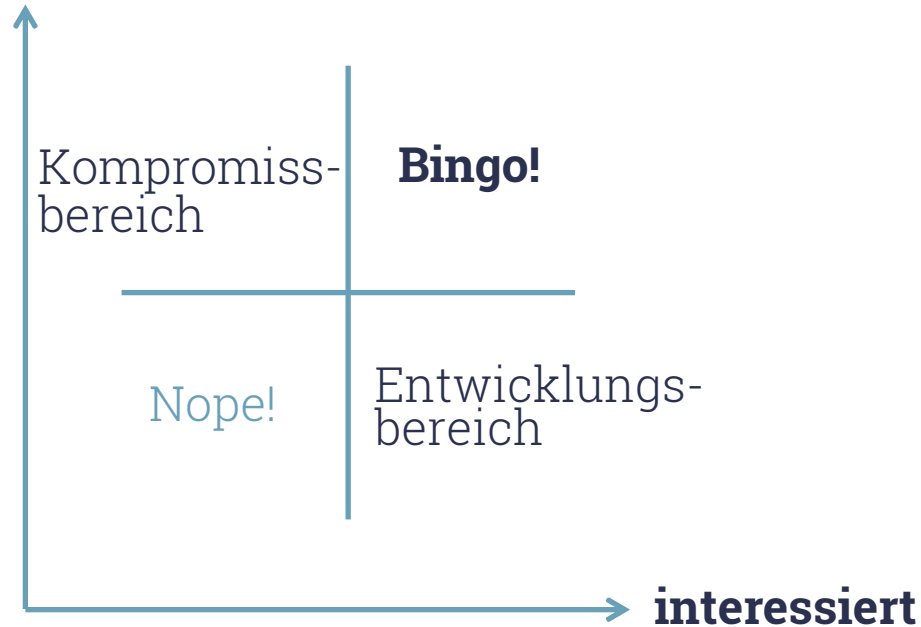 Kompromiss-
bereich
Bingo!
Nope!
Entwicklungs-
bereich
interessiert